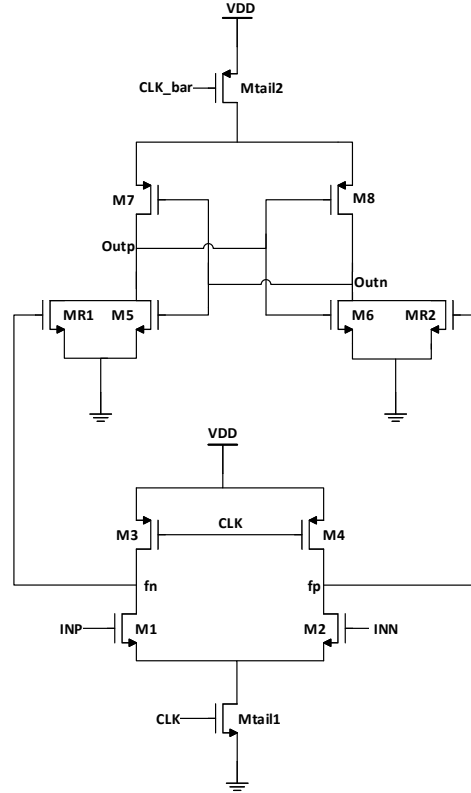 VDD
CLK_bar
Mtail2
M7
M8
Outp
Outn
MR1
M5
M6
MR2
VDD
M3
CLK
M4
fn
fp
INP
M1
M2
INN
CLK
Mtail1